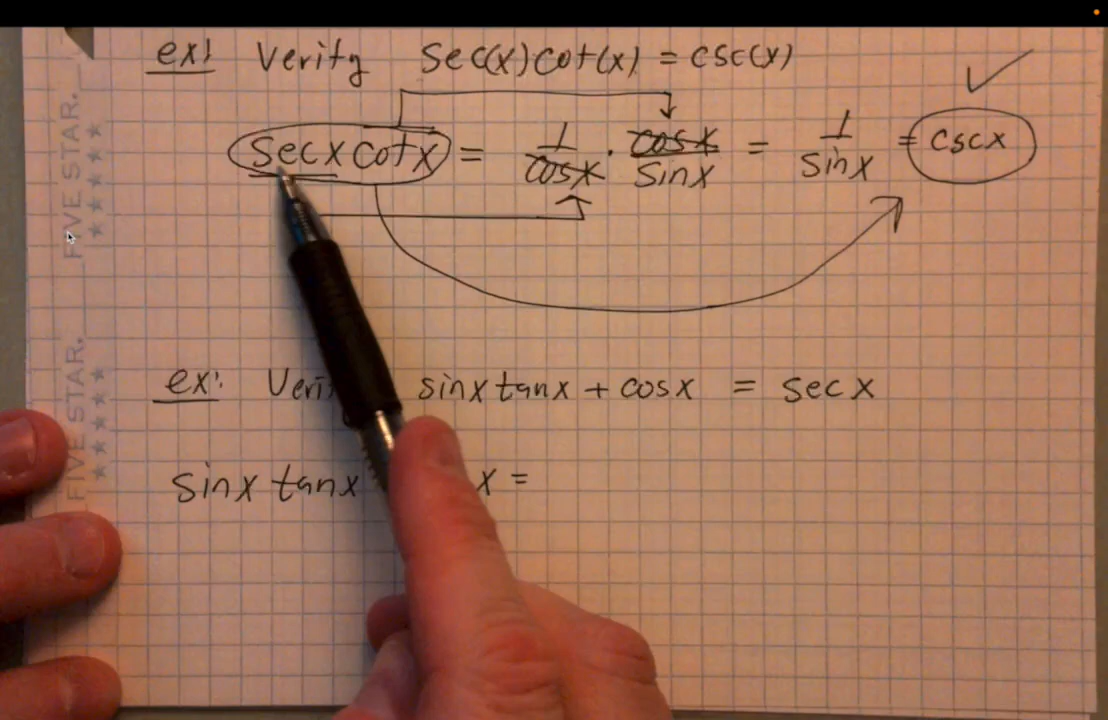 ex: Verify sec(x)cot(x) = csc(x)
secx cotx = 1/cosx · cosx/sinx = 1/sinx = cscx
ex: Veri sinx tanx + cosx = sec x
sinx tanx x =
FIVE STAR.
FIVE STAR.